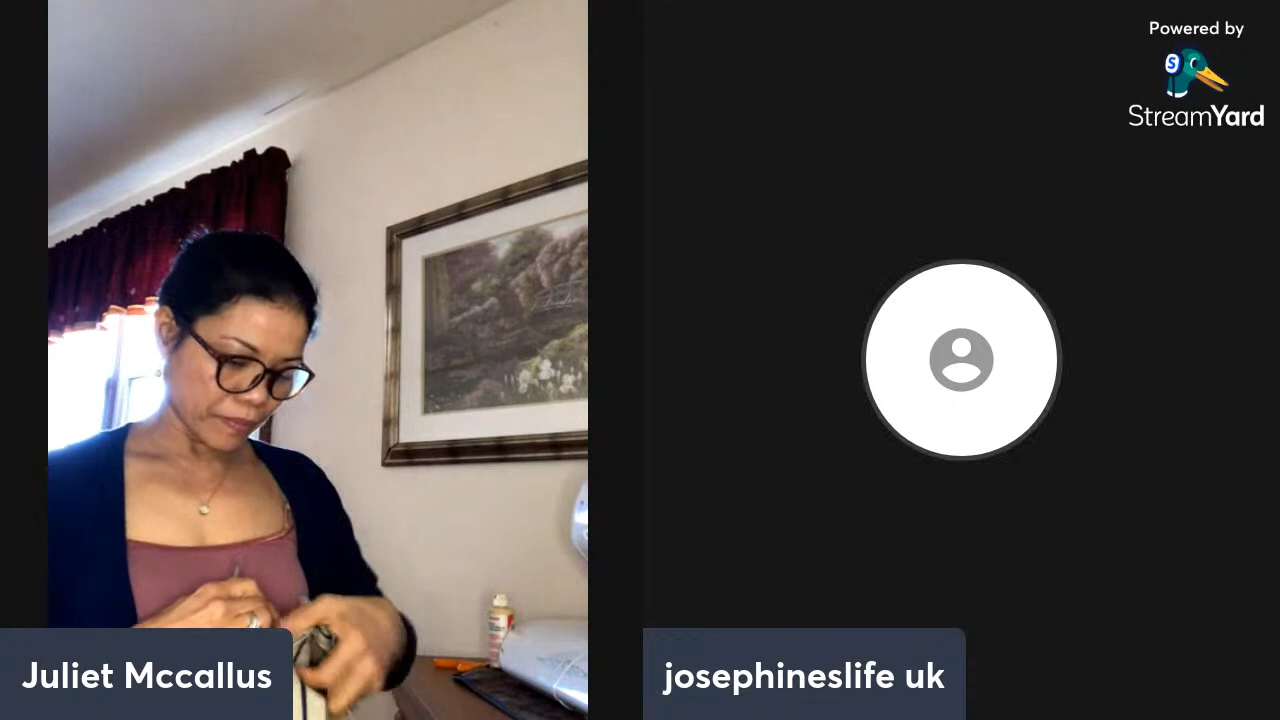 Powered by
S
StreamYard
Juliet Mccallus
josephineslife uk